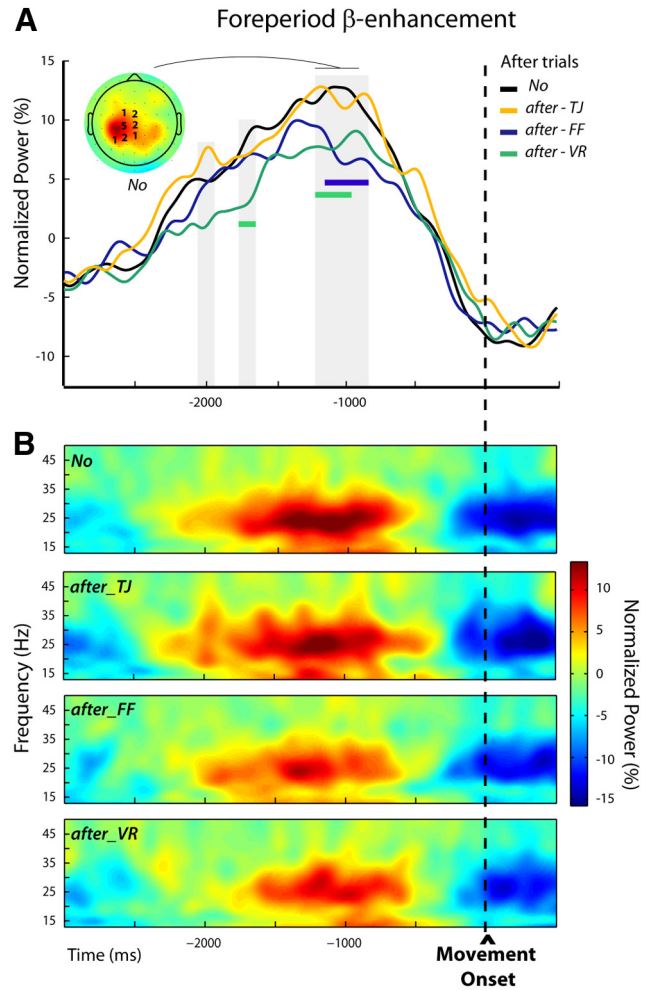 A
Foreperiod β-enhancement
Normalized Power (%)
15
10
5
0
-5
-10
-2000
-1000
1 2
5 2
1 2 1
No
After trials
No
after - TJ
after - FF
after - VR
B
Frequency (Hz)
No
45
35
25
15
after_TJ
45
35
25
15
after_FF
45
35
25
15
after_VR
45
35
25
15
Time (ms)
−2000
−1000
Movement
Onset
10
5
0
-5
-10
-15
Normalized Power (%)